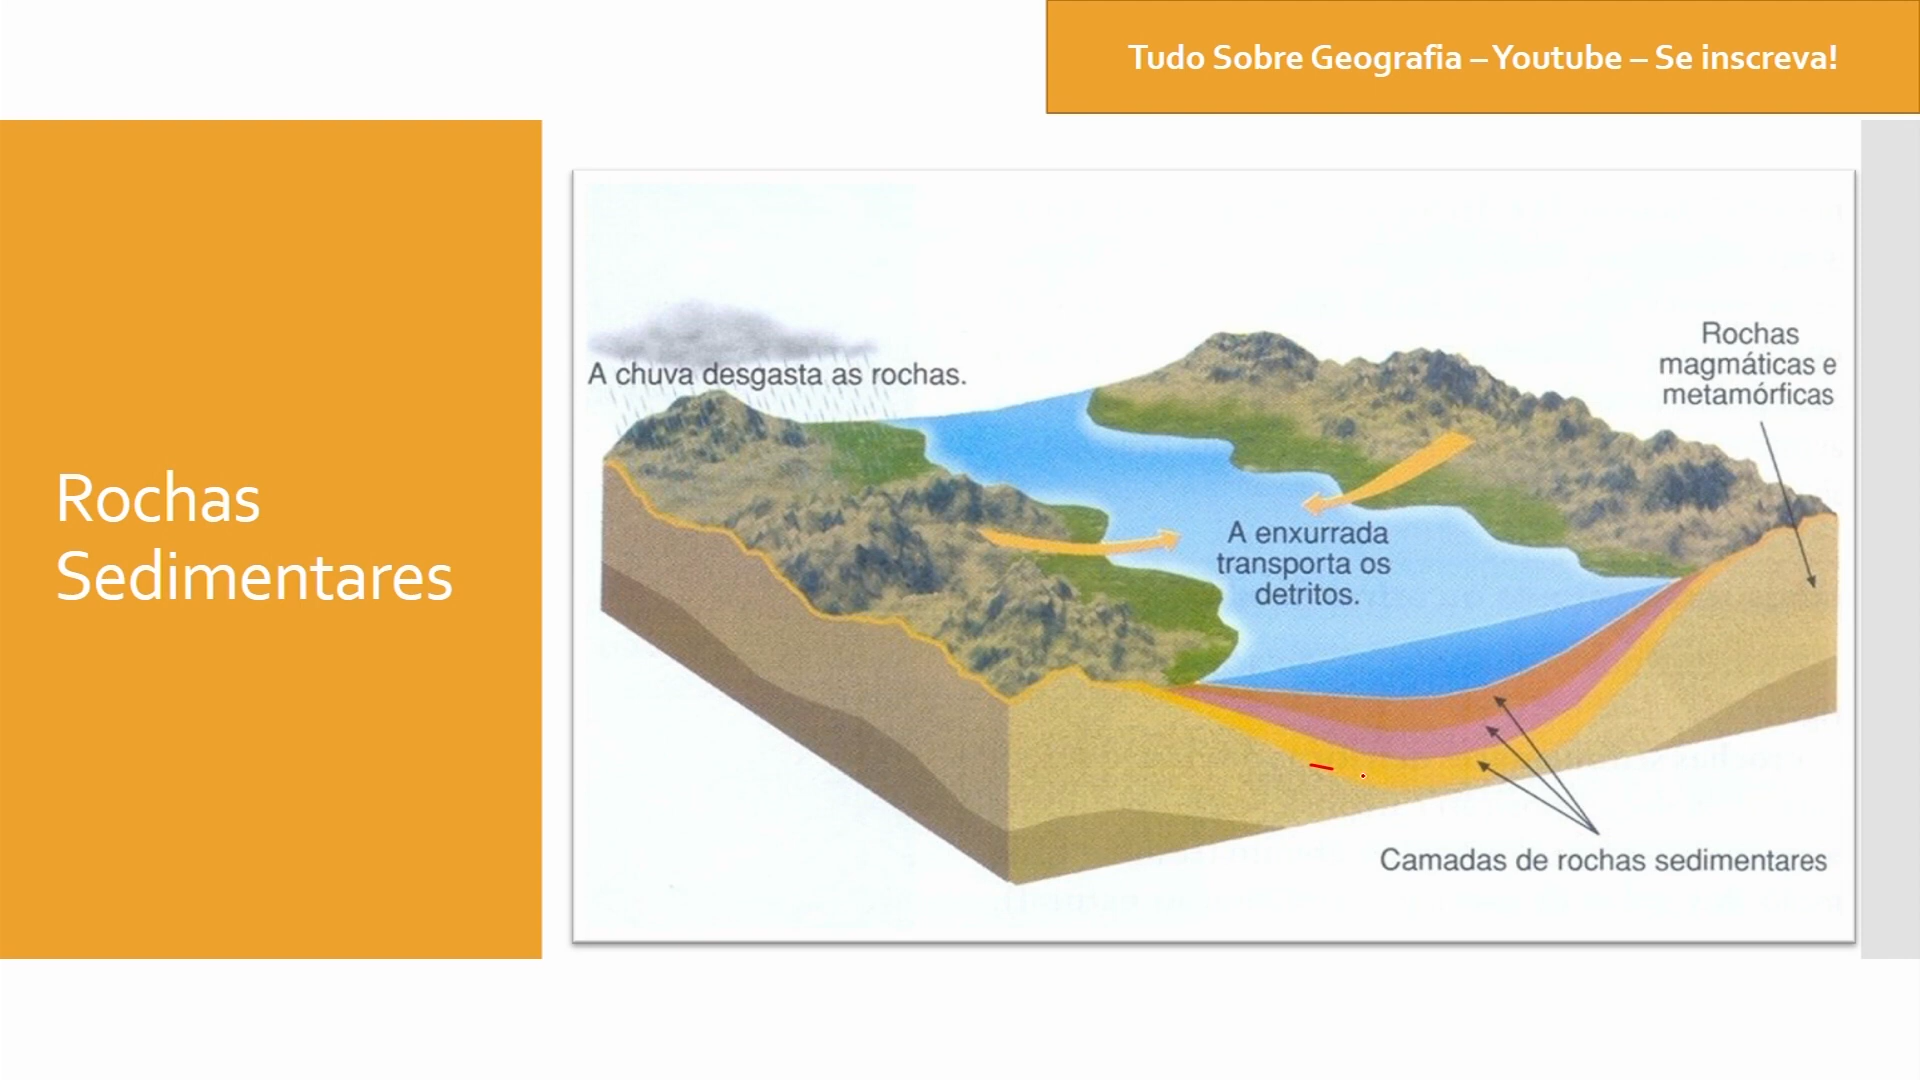 Tudo Sobre Geografia – Youtube – Se inscreva!
Rochas
Sedimentares
A chuva desgasta as rochas.
Rochas
magmáticas e
metamórficas
A enxurrada
transporta os
detritos.
Camadas de rochas sedimentares